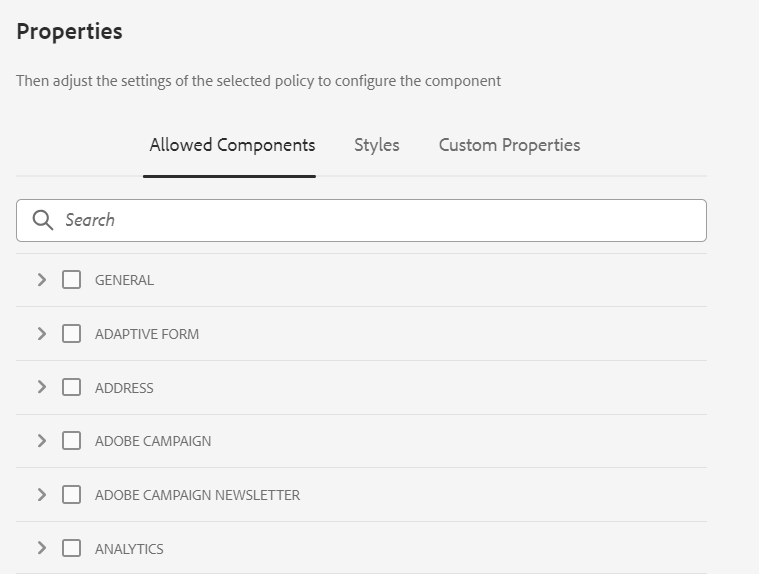 Properties
Then adjust the settings of the selected policy to configure the component
Allowed Components Styles Custom Properties
Search
GENERAL
ADAPTIVE FORM
ADDRESS
ADOBE CAMPAIGN
ADOBE CAMPAIGN NEWSLETTER
ANALYTICS